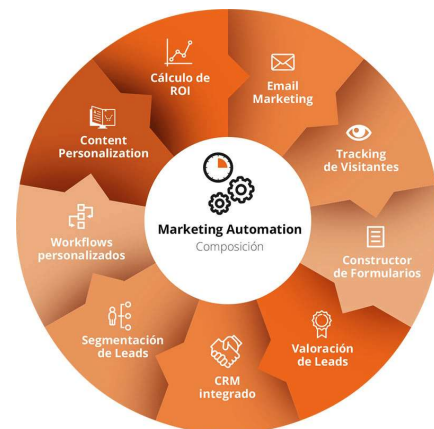 Cálculo de
ROI
Email
Marketing
Tracking
de Visitantes
Constructor
de Formularios
Valoración
de Leads
CRM
integrado
Segmentación
de Leads
Workflows
personalizados
Content
Personalization
Marketing Automation
Composición